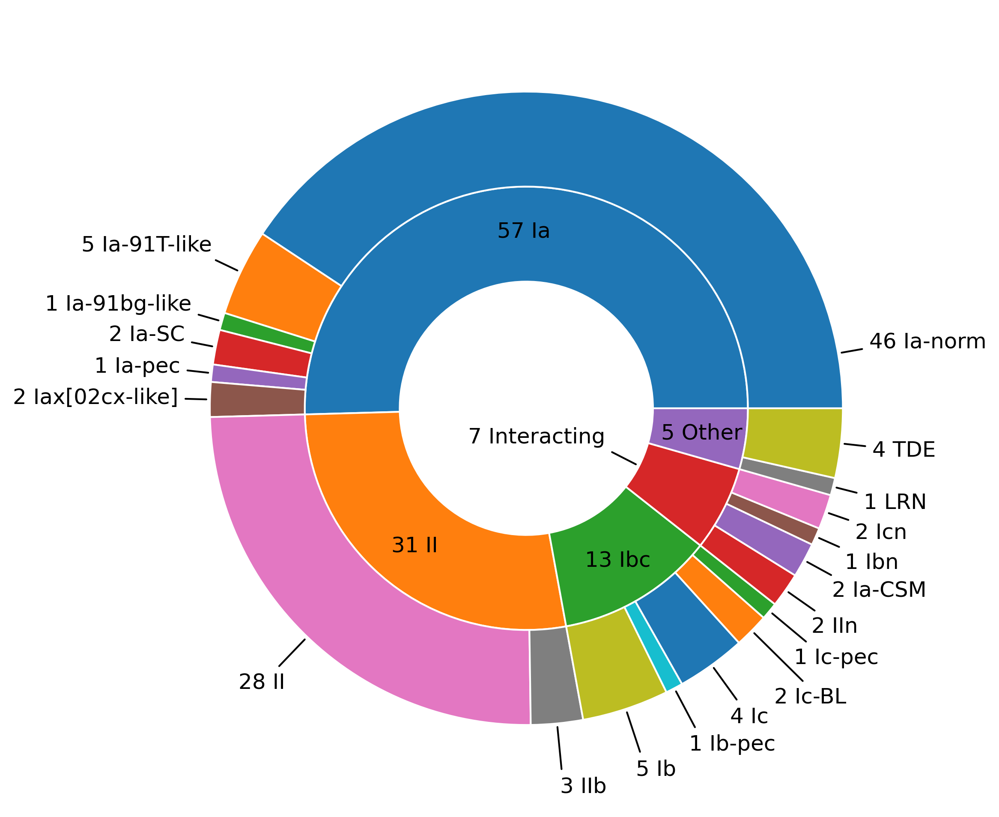 57 Ia
5 Ia-91T-like
1 Ia-91bg-like
2 Ia-SC
46 Ia-norm
1 Ia-pec
2 Iax[02cx-like]
5 Other
7 Interacting
4 TDE
1 LRN
2 Icn
31 II
13 Ibc
1 Ibn
2 Ia-CSM
2 IIn
1 Ic-pec
28 II
2 Ic-BL
4 Ic
1 Ib-pec
5 Ib
3 IIb